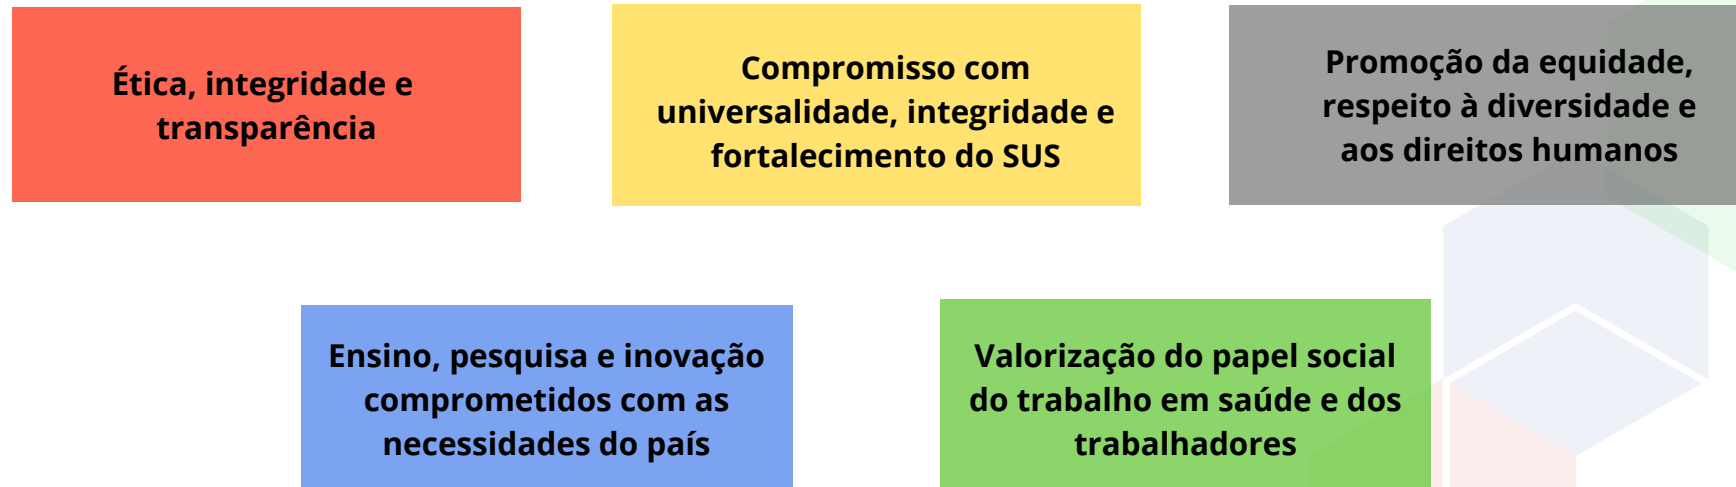 Ética, integridade e
transparência
Compromisso com
universalidade, integridade e
fortalecimento do SUS
Promoção da equidade,
respeito à diversidade e
aos direitos humanos
Ensino, pesquisa e inovação
comprometidos com as
necessidades do país
Valorização do papel social
do trabalho em saúde e dos
trabalhadores